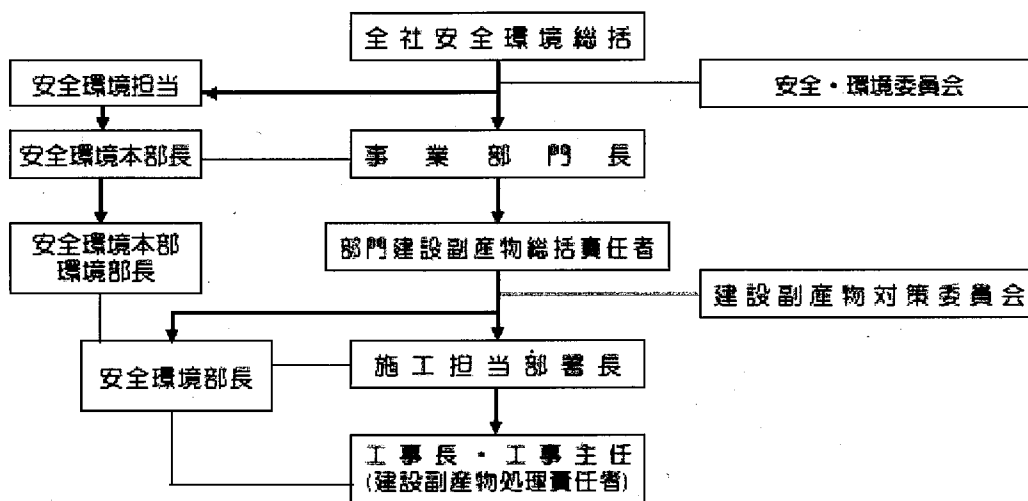 全社安全環境総括
安全環境担当
安全・環境委員会
安全環境本部長
事業部門長
安全環境本部
環境部長
部門建設副産物総括責任者
建設副産物対策委員会
安全環境部長
施工担当部署長
工事長・工事主任
(建設副産物処理責任者)